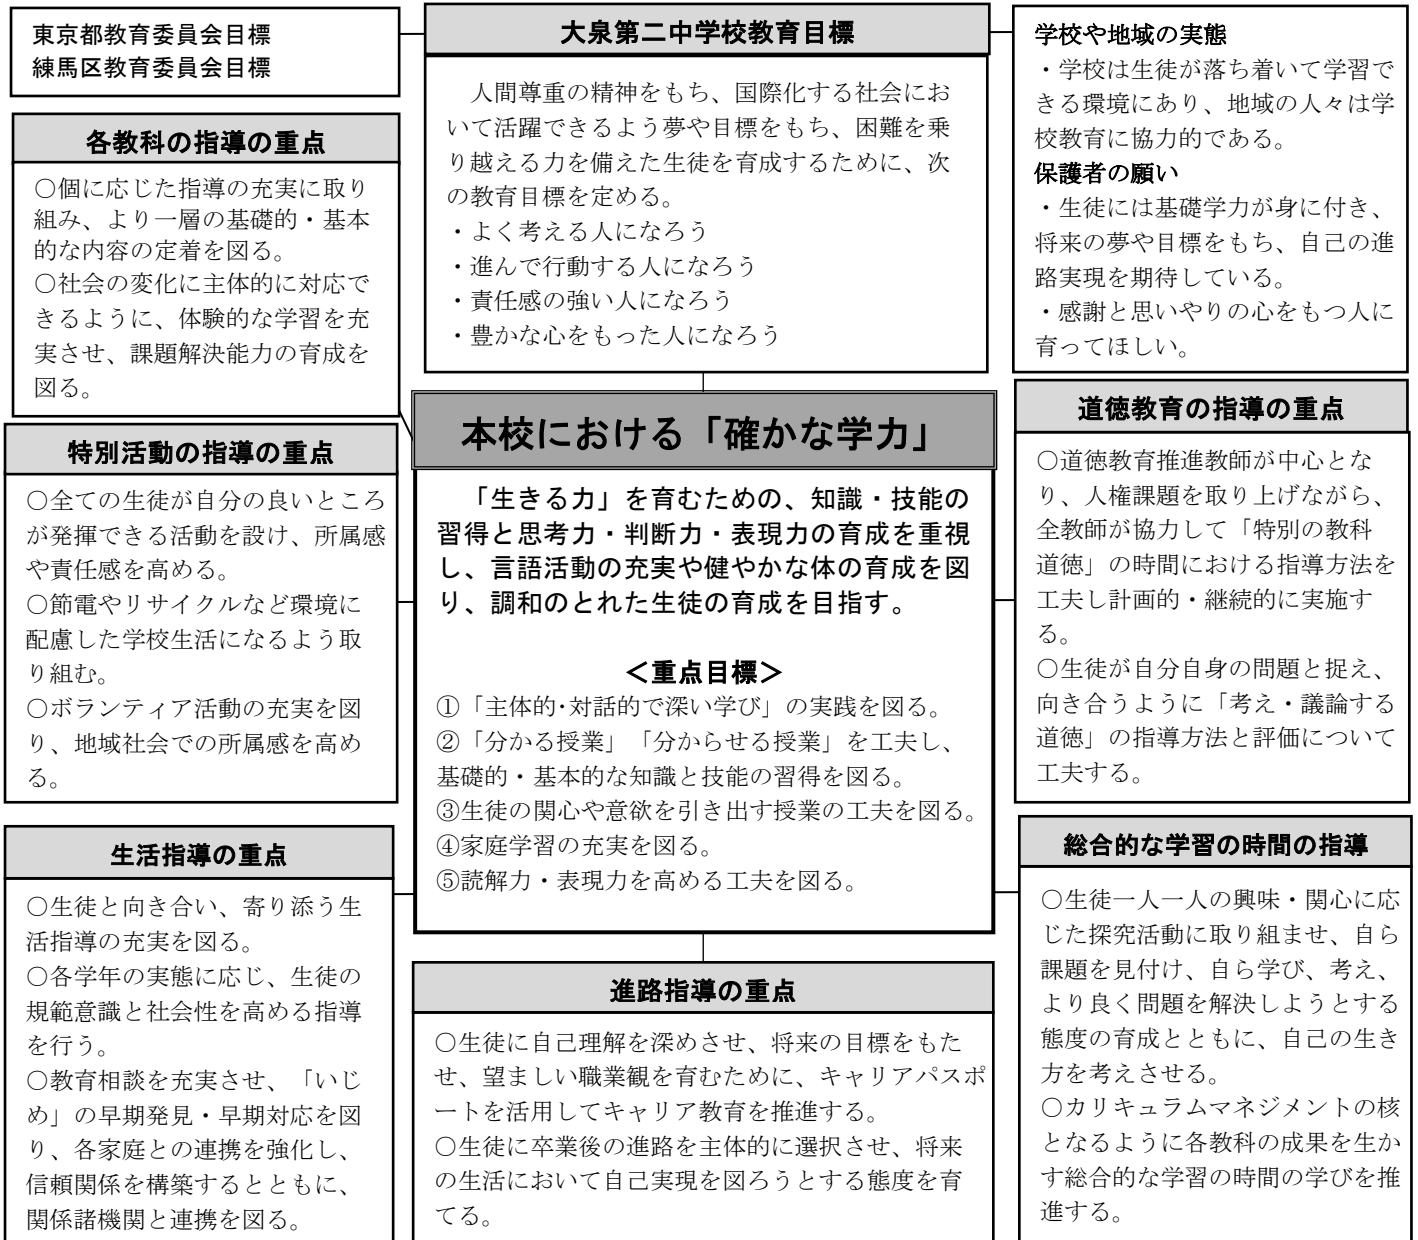 東京都教育委員会目標
練馬区教育委員会目標
大泉第二中学校教育目標
人間尊重の精神をもち、国際化する社会にお
いて活躍できるよう夢や目標をもち、困難を乗
り越える力を備えた生徒を育成するために、次
の教育目標を定める。
・よく考える人になろう
・進んで行動する人になろう
・責任感の強い人になろう
・豊かな心をもった人になろう
学校や地域の実態
・学校は生徒が落ち着いて学習で
きる環境にあり、地域の人々は学
校教育に協力的である。
保護者の願い
・生徒には基礎学力が身に付き、
将来の夢や目標をもち、自己の進
路実現を期待している。
・感謝と思いやりの心をもつ人に
育ってほしい。
各教科の指導の重点
○個に応じた指導の充実に取り
組み、より一層の基礎的・基本
的な内容の定着を図る。
○社会の変化に主体的に対応で
きるように、体験的な学習を充
実させ、課題解決能力の育成を
図る。
本校における「確かな学力」
「生きる力」を育むための、知識・技能の
習得と思考力・判断力・表現力の育成を重視
し、言語活動の充実や健やかな体の育成を図
り、調和のとれた生徒の育成を目指す。
＜重点目標＞
①「主体的･対話的で深い学び」の実践を図る。
②「分かる授業」「分からせる授業」を工夫し、
基礎的・基本的な知識と技能の習得を図る。
③生徒の関心や意欲を引き出す授業の工夫を図る。
④家庭学習の充実を図る。
⑤読解力・表現力を高める工夫を図る。
道徳教育の指導の重点
○道徳教育推進教師が中心とな
り、人権課題を取り上げながら、
全教師が協力して「特別の教科
道徳」の時間における指導方法を
工夫し計画的・継続的に実施す
る。
○生徒が自分自身の問題と捉え、
向き合うように「考え・議論する
道徳」の指導方法と評価について
工夫する。
特別活動の指導の重点
○全ての生徒が自分の良いところ
が発揮できる活動を設け、所属感
や責任感を高める。
○節電やリサイクルなど環境に
配慮した学校生活になるよう取
り組む。
○ボランティア活動の充実を図
り、地域社会での所属感を高め
る。
生活指導の重点
○生徒と向き合い、寄り添う生
活指導の充実を図る。
○各学年の実態に応じ、生徒の
規範意識と社会性を高める指導
を行う。
○教育相談を充実させ、「いじ
め」の早期発見・早期対応を図
り、各家庭との連携を強化し、
信頼関係を構築するとともに、
関係諸機関と連携を図る。
進路指導の重点
○生徒に自己理解を深めさせ、将来の目標をもた
せ、望ましい職業観を育むために、キャリアパスポ
ートを活用してキャリア教育を推進する。
○生徒に卒業後の進路を主体的に選択させ、将来
の生活において自己実現を図ろうとする態度を育
てる。
総合的な学習の時間の指導
○生徒一人一人の興味・関心に応
じた探究活動に取り組ませ、自ら
課題を見付け、自ら学び、考え、
より良く問題を解決しようとする
態度の育成とともに、自己の生き
方を考えさせる。
○カリキュラムマネジメントの核
となるように各教科の成果を生か
す総合的な学習の時間の学びを推
進する。